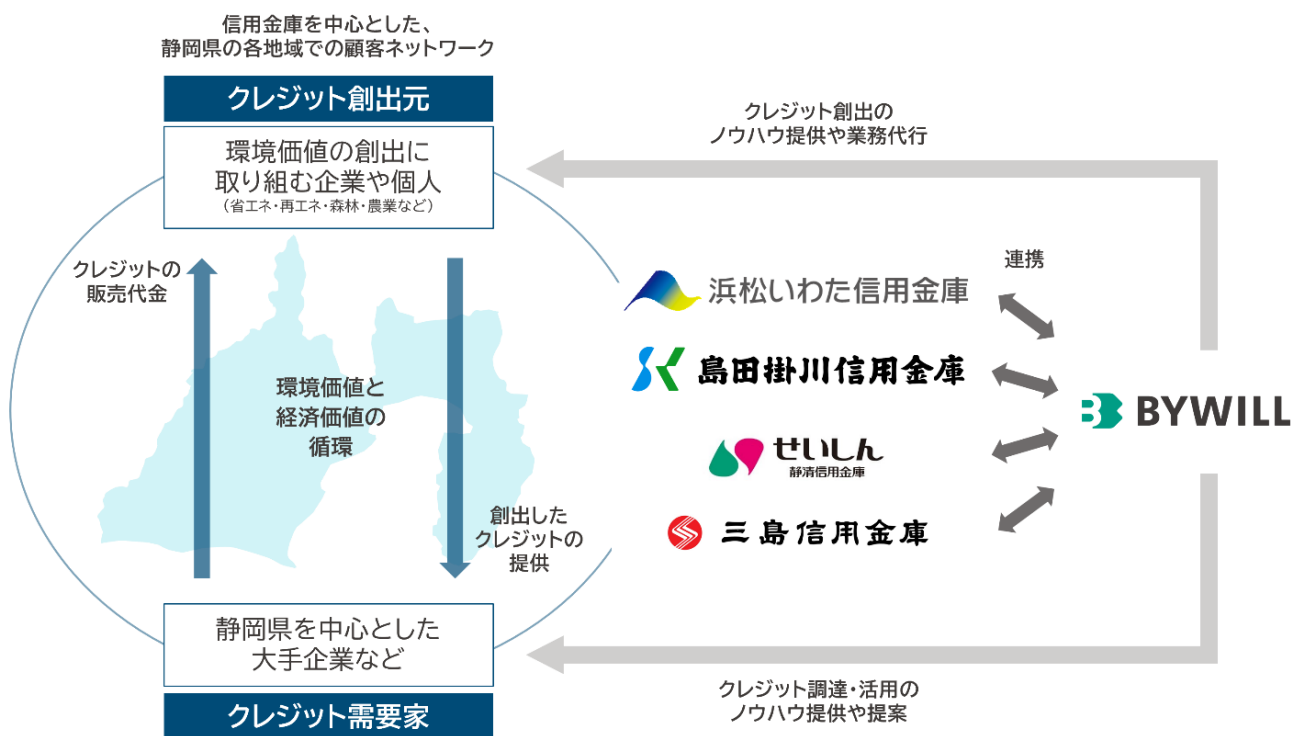 信用金庫を中心とした、
静岡県の各地域での顧客ネットワーク
クレジット創出元
環境価値の創出に
取り組む企業や個人
（省エネ・再エネ・森林・農業など）
クレジット創出の
ノウハウ提供や業務代行
クレジットの
販売代金
環境価値と
経済価値の
循環
創出した
クレジットの
提供
連携
浜松いわた信用金庫
島田掛川信用金庫
せいしん
静清信用金庫
三島信用金庫
BYWILL
静岡県を中心とした
大手企業など
クレジット需要家
クレジット調達・活用の
ノウハウ提供や提案